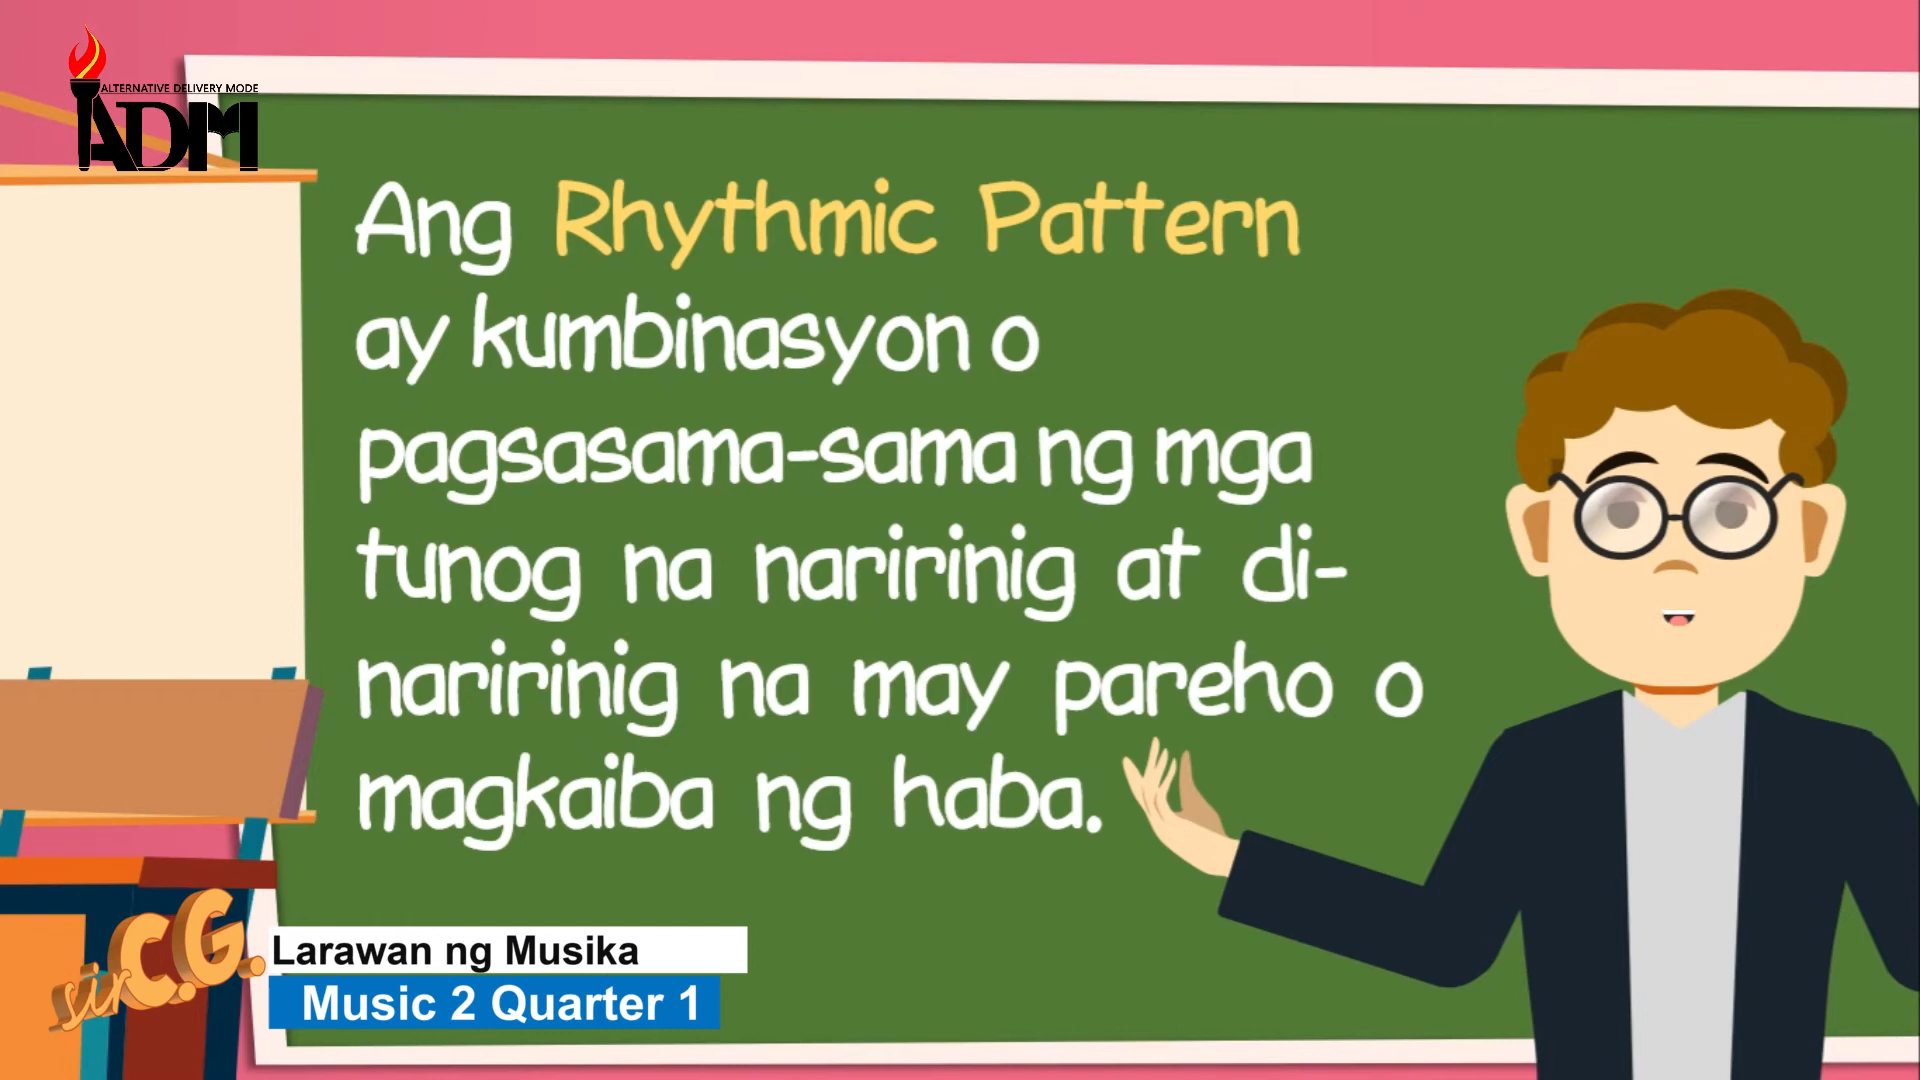 ALTERNATIVE DELIVERY MODE
ADM
Ang Rhythmic Pattern
ay kumbinasyon o
pagsasama-sama ng mga
tunog na naririnig at di-
naririnig na may pareho o
magkaiba ng haba.
sir C.G.
Larawan ng Musika
Music 2 Quarter 1